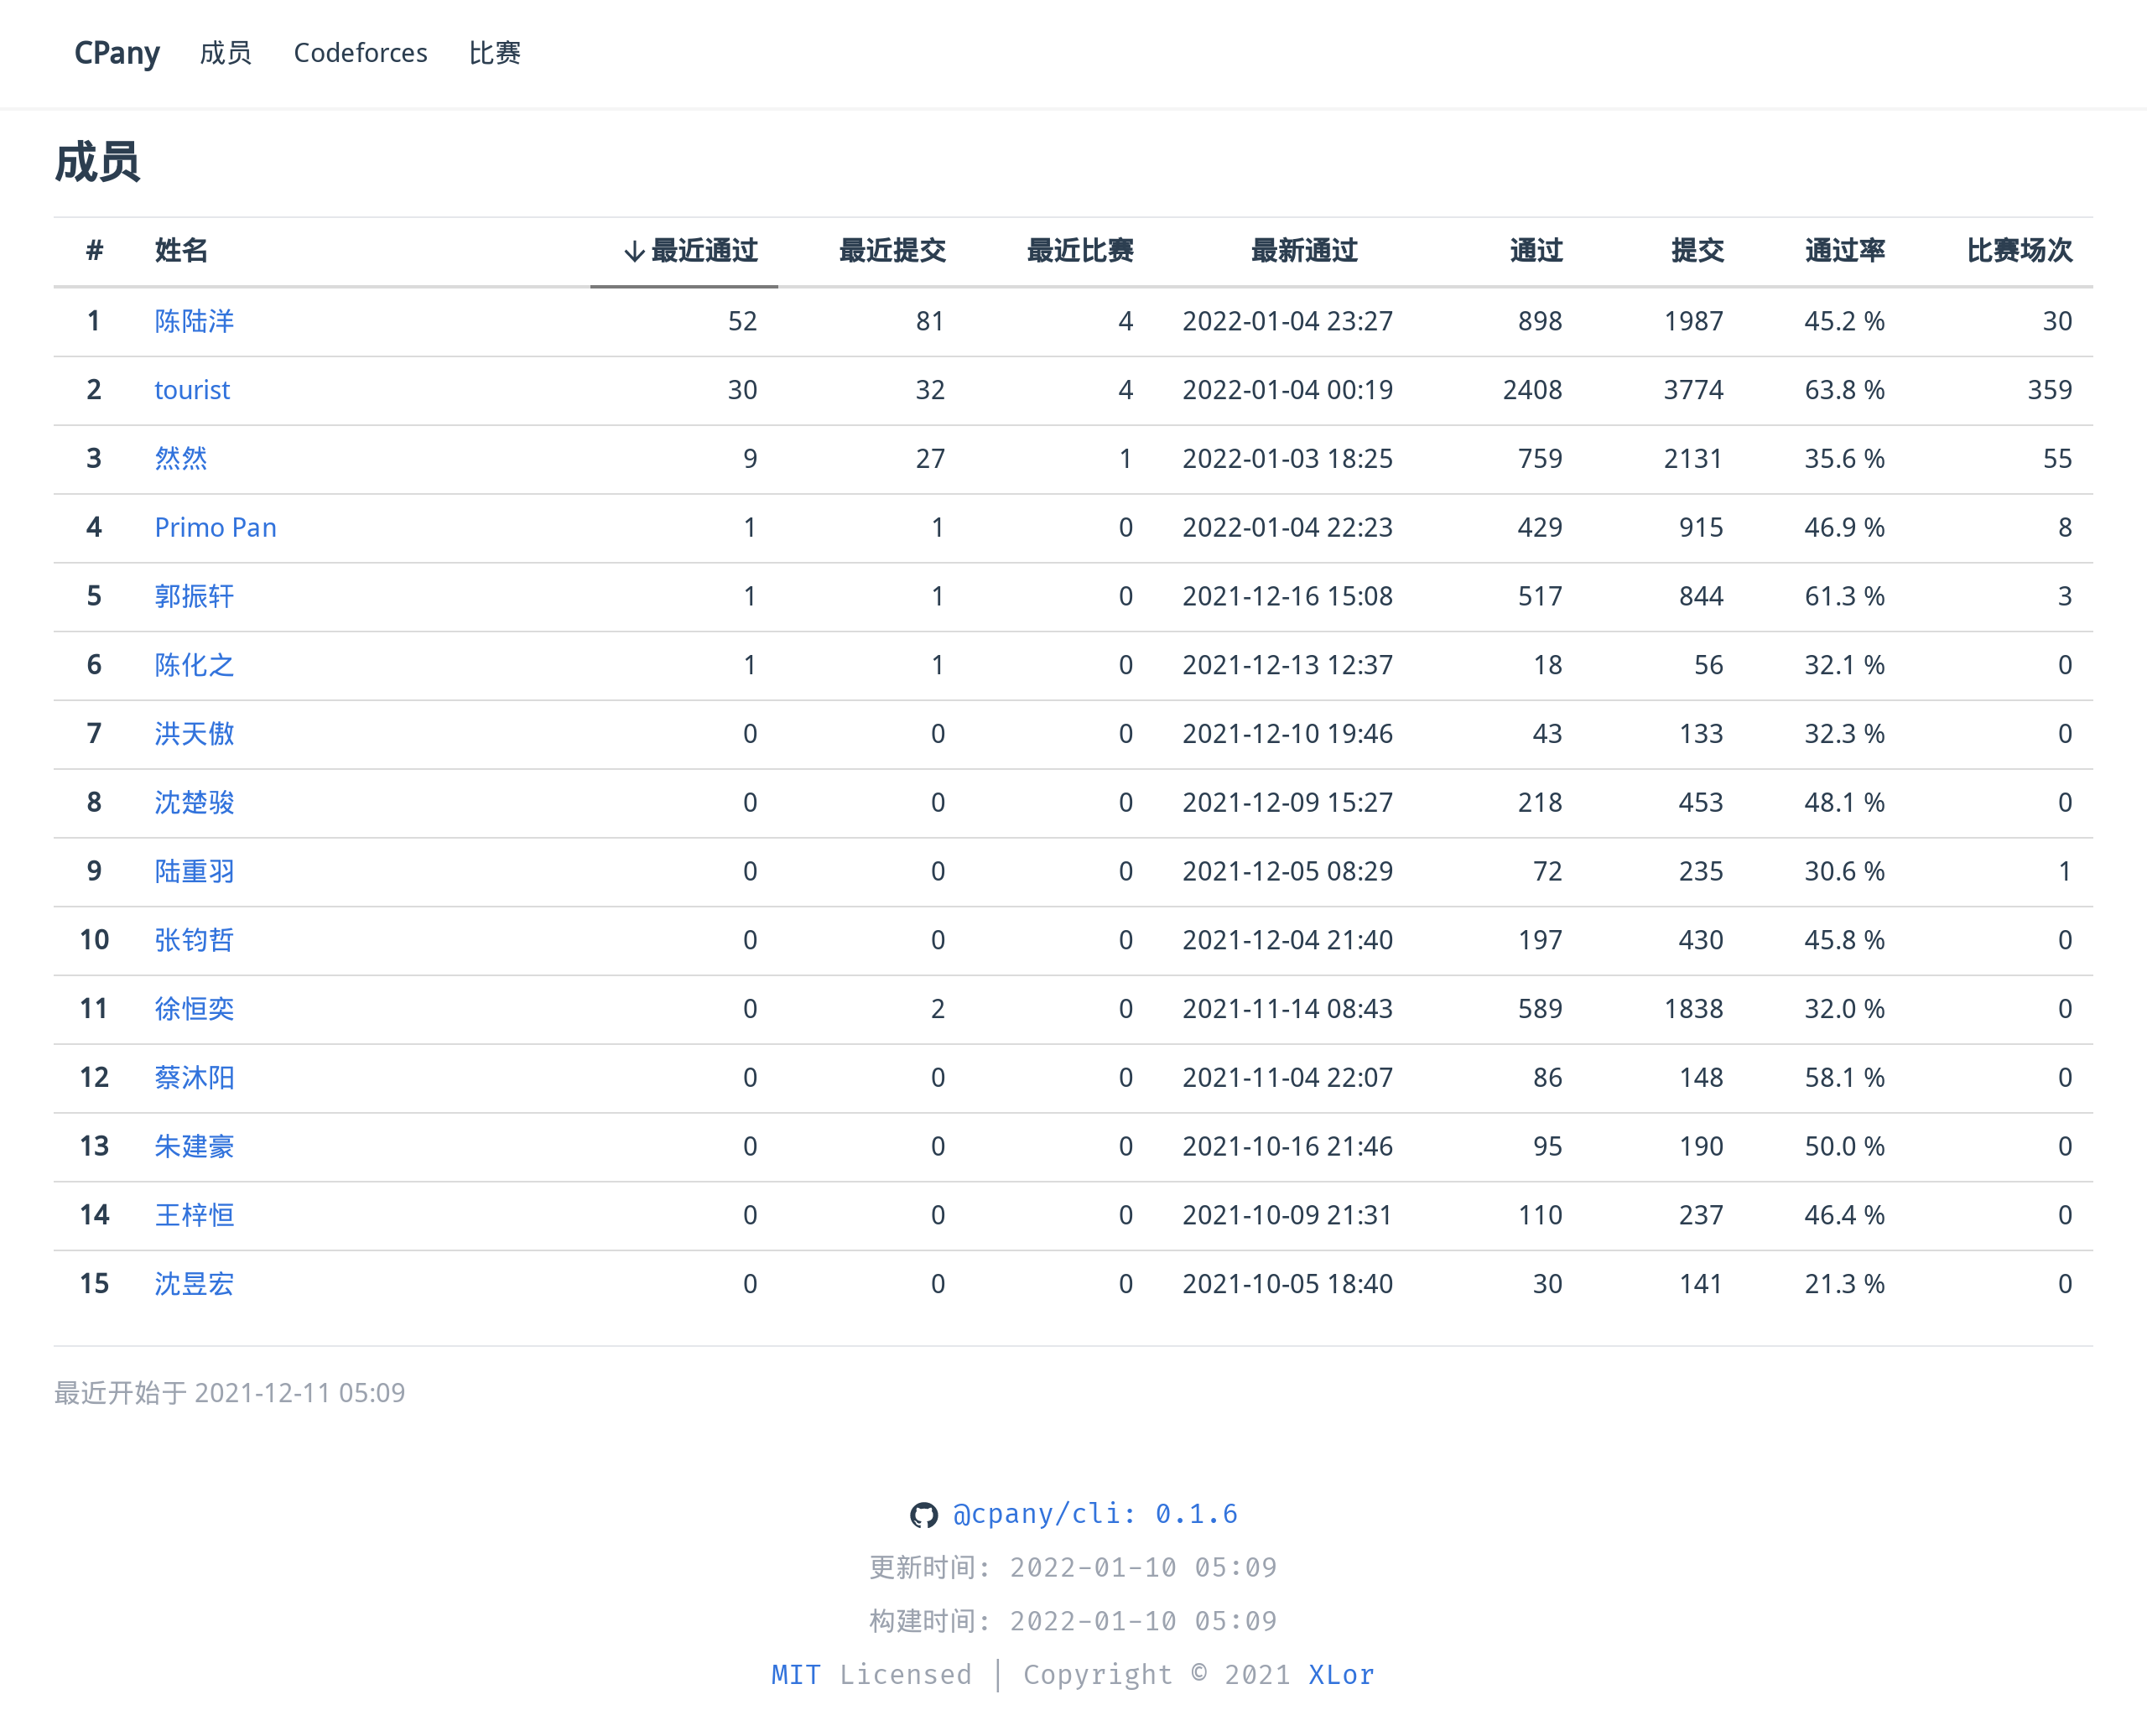 CPany 成员 Codeforces 比赛
成员
# 姓名 ↓最近通过 最近提交 最近比赛 最新通过 通过 提交 通过率 比赛场次
1 陈陆洋 52 81 4 2022-01-04 23:27 898 1987 45.2 % 30
2 tourist 30 32 4 2022-01-04 00:19 2408 3774 63.8 % 359
3 然然 9 27 1 2022-01-03 18:25 759 2131 35.6 % 55
4 Primo Pan 1 1 0 2022-01-04 22:23 429 915 46.9 % 8
5 郭振轩 1 1 0 2021-12-16 15:08 517 844 61.3 % 3
6 陈化之 1 1 0 2021-12-13 12:37 18 56 32.1 % 0
7 洪天傲 0 0 0 2021-12-10 19:46 43 133 32.3 % 0
8 沈楚骏 0 0 0 2021-12-09 15:27 218 453 48.1 % 0
9 陆重羽 0 0 0 2021-12-05 08:29 72 235 30.6 % 1
10 张钧哲 0 0 0 2021-12-04 21:40 197 430 45.8 % 0
11 徐恒奕 0 2 0 2021-11-14 08:43 589 1838 32.0 % 0
12 蔡沐阳 0 0 0 2021-11-04 22:07 86 148 58.1 % 0
13 朱建豪 0 0 0 2021-10-16 21:46 95 190 50.0 % 0
14 王梓恒 0 0 0 2021-10-09 21:31 110 237 46.4 % 0
15 沈昱宏 0 0 0 2021-10-05 18:40 30 141 21.3 % 0
最近开始于 2021-12-11 05:09
@cpany/cli: 0.1.6
更新时间: 2022-01-10 05:09
构建时间: 2022-01-10 05:09
MIT Licensed | Copyright © 2021 XLor